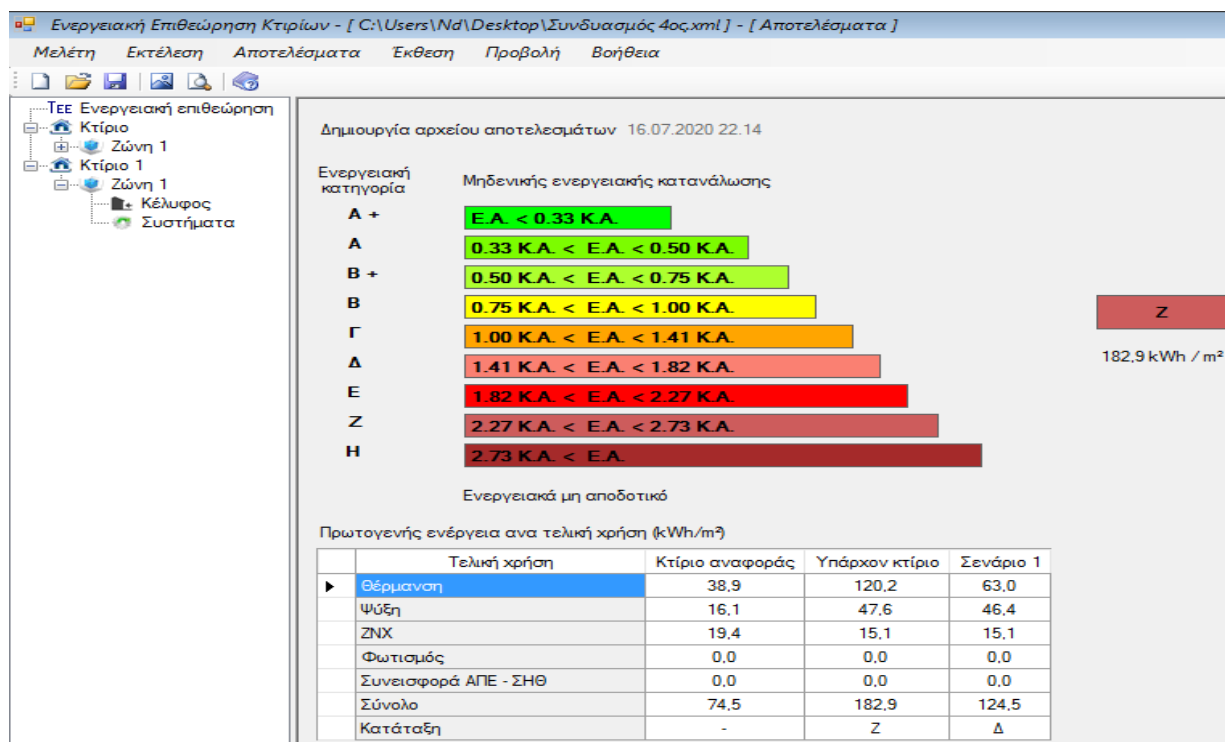 Ενεργειακή Επιθεώρηση Κτιρίων - [ C:\Users\Nd\Desktop\Συνδυασμός 4ος.xml ] - [ Αποτελέσματα ]
Μελέτη Εκτέλεση Αποτελέσματα Έκθεση Προβολή Βοήθεια
ΤΕΕ Ενεργειακή επιθεώρηση
Κτίριο
Ζώνη 1
Κτίριο 1
Ζώνη 1
Κέλυφος
Συστήματα
Δημιουργία αρχείου αποτελεσμάτων 16.07.2020 22.14
Ενεργειακή κατηγορία
Μηδενικής ενεργειακής κατανάλωσης
Α + Ε.Α. < 0.33 Κ.Α.
Α 0.33 Κ.Α. < Ε.Α. < 0.50 Κ.Α.
Β + 0.50 Κ.Α. < Ε.Α. < 0.75 Κ.Α.
Β 0.75 Κ.Α. < Ε.Α. < 1.00 Κ.Α.
Γ 1.00 Κ.Α. < Ε.Α. < 1.41 Κ.Α.
Δ 1.41 Κ.Α. < Ε.Α. < 1.82 Κ.Α.
Ε 1.82 Κ.Α. < Ε.Α. < 2.27 Κ.Α.
Ζ 2.27 Κ.Α. < Ε.Α. < 2.73 Κ.Α.
Η 2.73 Κ.Α. < Ε.Α.
Ζ
182,9 kWh / m²
Ενεργειακά μη αποδοτικό
Πρωτογενής ενέργεια ανα τελική χρήση (kWh/m²)
Τελική χρήση Κτίριο αναφοράς Υπάρχον κτίριο Σενάριο 1
Θέρμανση 38,9 120,2 63,0
Ψύξη 16,1 47,6 46,4
ΖΝΧ 19,4 15,1 15,1
Φωτισμός 0,0 0,0 0,0
Συνεισφορά ΑΠΕ - ΣΗΘ 0,0 0,0 0,0
Σύνολο 74,5 182,9 124,5
Κατάταξη - Ζ Δ